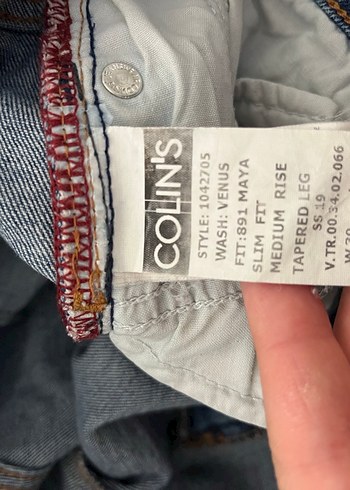 COLIN'S
STYLE: 1042705
WASH: VENUS
FIT:891 MAYA
SLIM FIT
MEDIUM RISE
TAPERED LEG
SS 19
V.TR.00.34.02.066